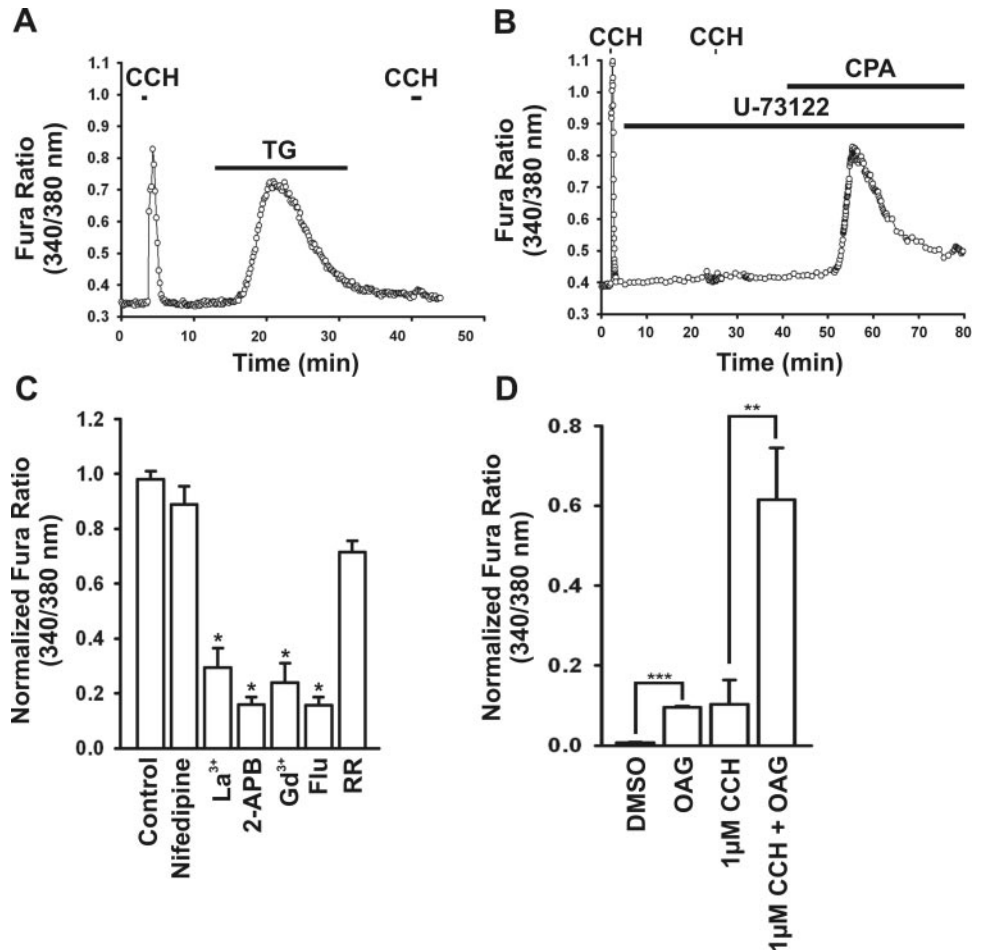 A
CCH
CCH
TG
1.1
1.0
0.9
0.8
0.7
0.6
0.5
0.4
0.3
0
10
20
30
40
50
Fura Ratio
(340/380 nm)
Time (min)
B
CCH
CCH
CPA
U-73122
1.1
1.0
0.9
0.8
0.7
0.6
0.5
0.4
0.3
0
10
20
30
40
50
60
70
80
Fura Ratio
(340/380 nm)
Time (min)
C
1.2
1.0
0.8
0.6
0.4
0.2
0.0
Normalized Fura Ratio
(340/380 nm)
*
*
*
*
Control
Nifedipine
La³⁺
2-APB
Gd³⁺
Flu
RR
D
0.8
0.6
0.4
0.2
0.0
Normalized Fura Ratio
(340/380 nm)
***
**
DMSO
OAG
1µM CCH
1µM CCH + OAG